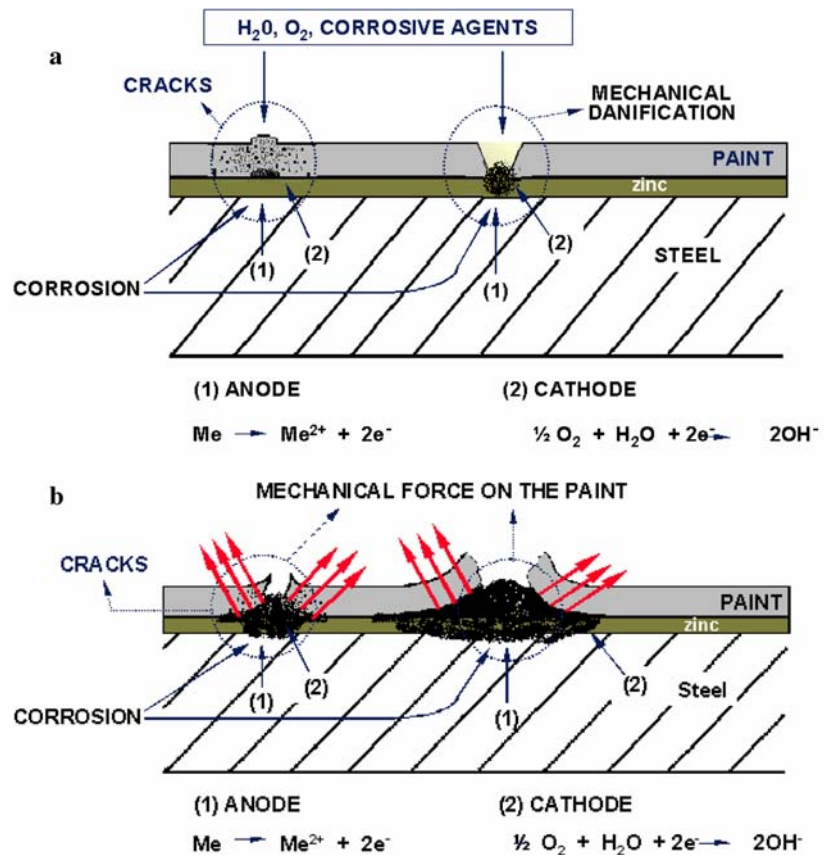 H₂0, O₂, CORROSIVE AGENTS
a
CRACKS
MECHANICAL
DANIFICATION
PAINT
zinc
(2)
(2)
(1)
(1)
STEEL
CORROSION
(1) ANODE
(2) CATHODE
Me → Me²⁺ + 2e⁻
½ O₂ + H₂O + 2e⁻ → 2OH⁻
b
MECHANICAL FORCE ON THE PAINT
CRACKS
PAINT
zinc
(2)
(1)
(2)
(1)
Steel
CORROSION
(1) ANODE
(2) CATHODE
Me → Me²⁺ + 2e⁻
½ O₂ + H₂O + 2e⁻ → 2OH⁻